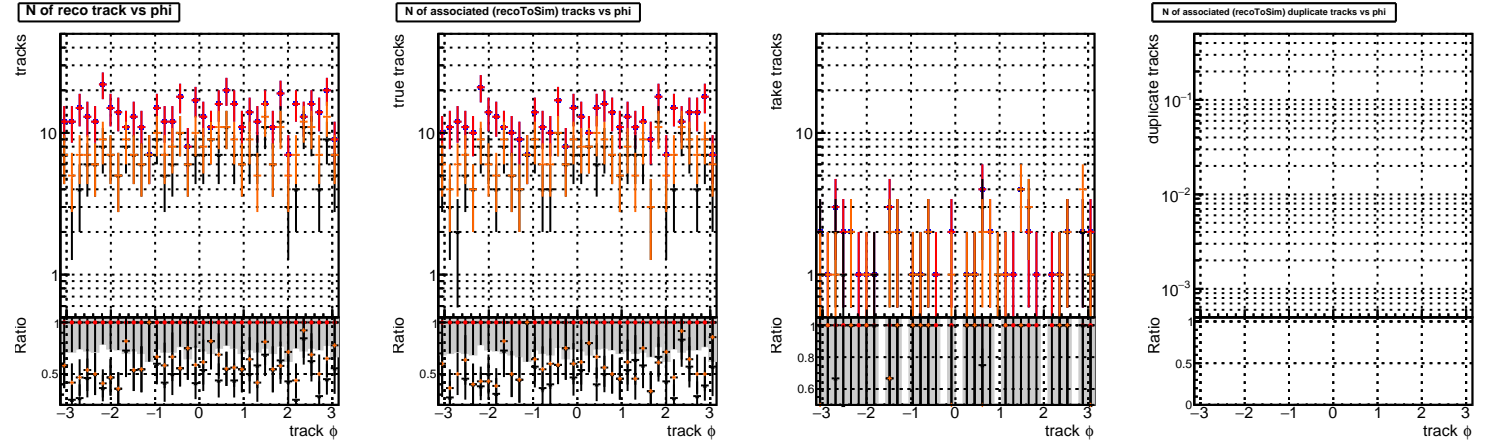 N of reco track vs phi
tracks
10
1
Ratio
1
0.5
−3 −2 −1 0 1 2 3
track ϕ
N of associated (recoToSim) tracks vs phi
true tracks
10
1
Ratio
1
0.5
−3 −2 −1 0 1 2 3
track ϕ
fake tracks
10
1
Ratio
1
0.8
0.6
−3 −2 −1 0 1 2 3
track ϕ
N of associated (recoToSim) duplicate tracks vs phi
duplicate tracks
10⁻¹
10⁻²
10⁻³
Ratio
1
0.5
0
−3 −2 −1 0 1 2 3
track ϕ